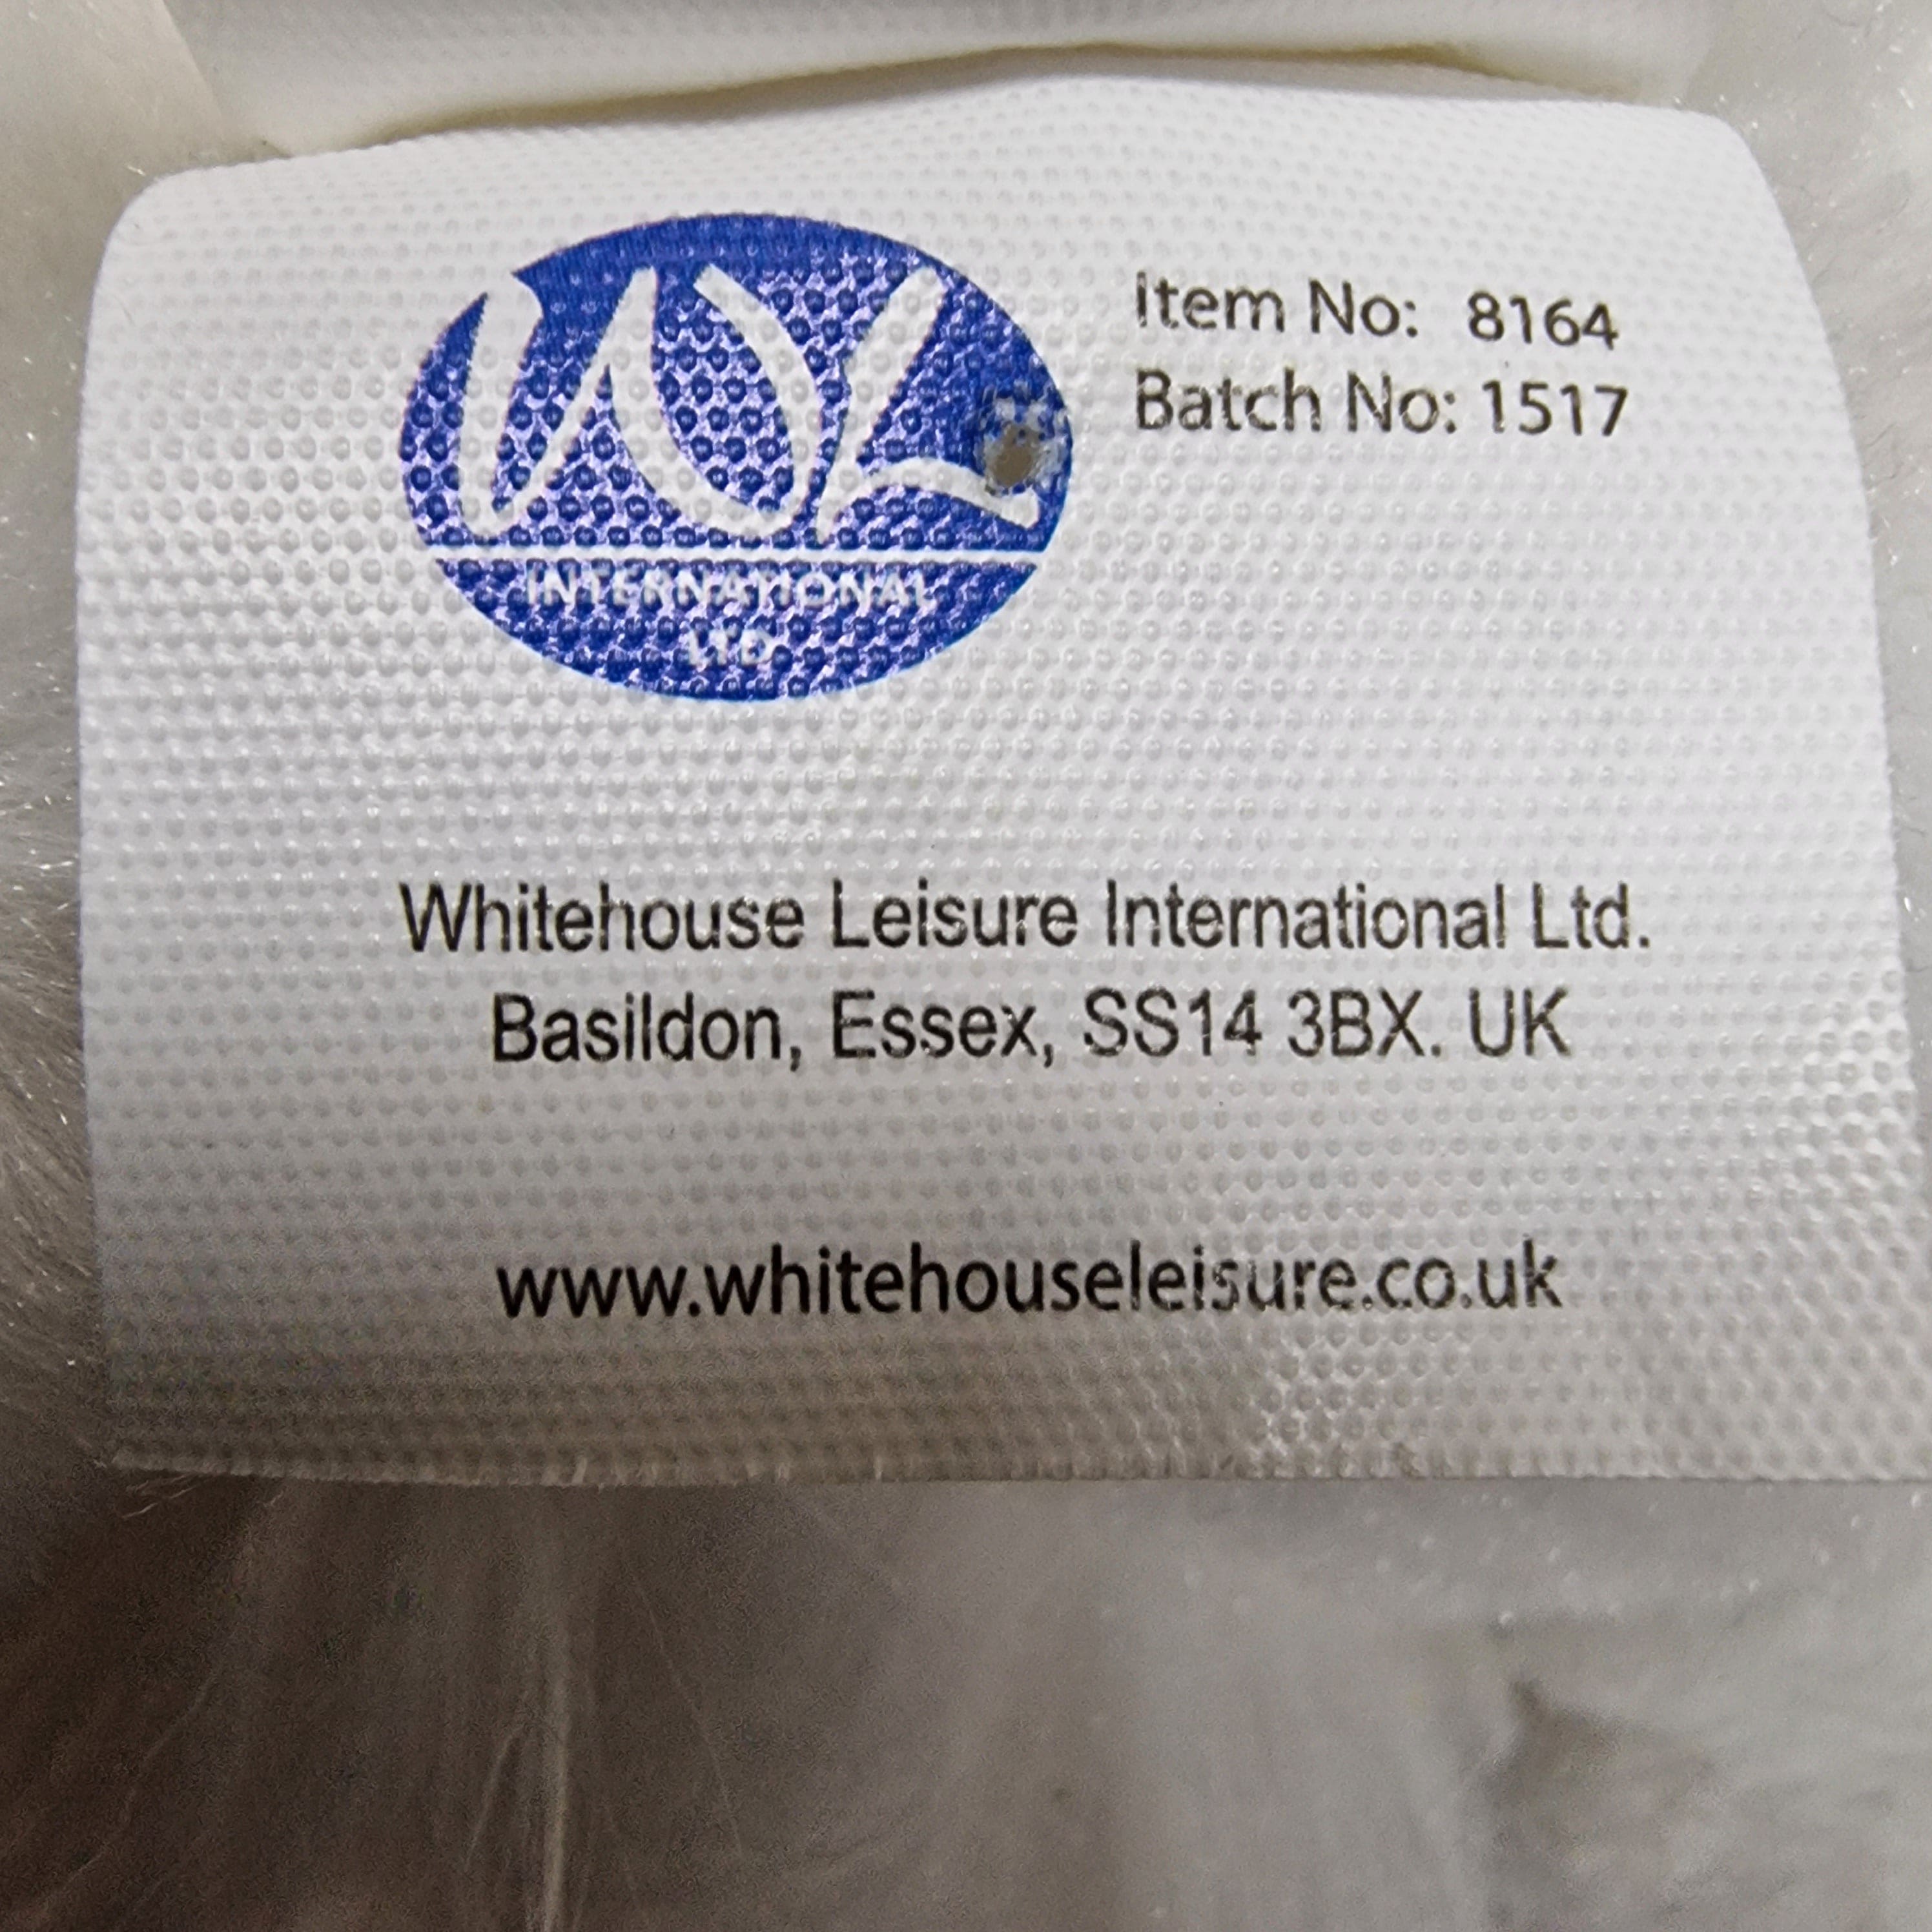 WL
INTERNATIONAL
LTD
Item No: 8164
Batch No: 1517
Whitehouse Leisure International Ltd.
Basildon, Essex, SS14 3BX. UK
www.whitehouseleisure.co.uk